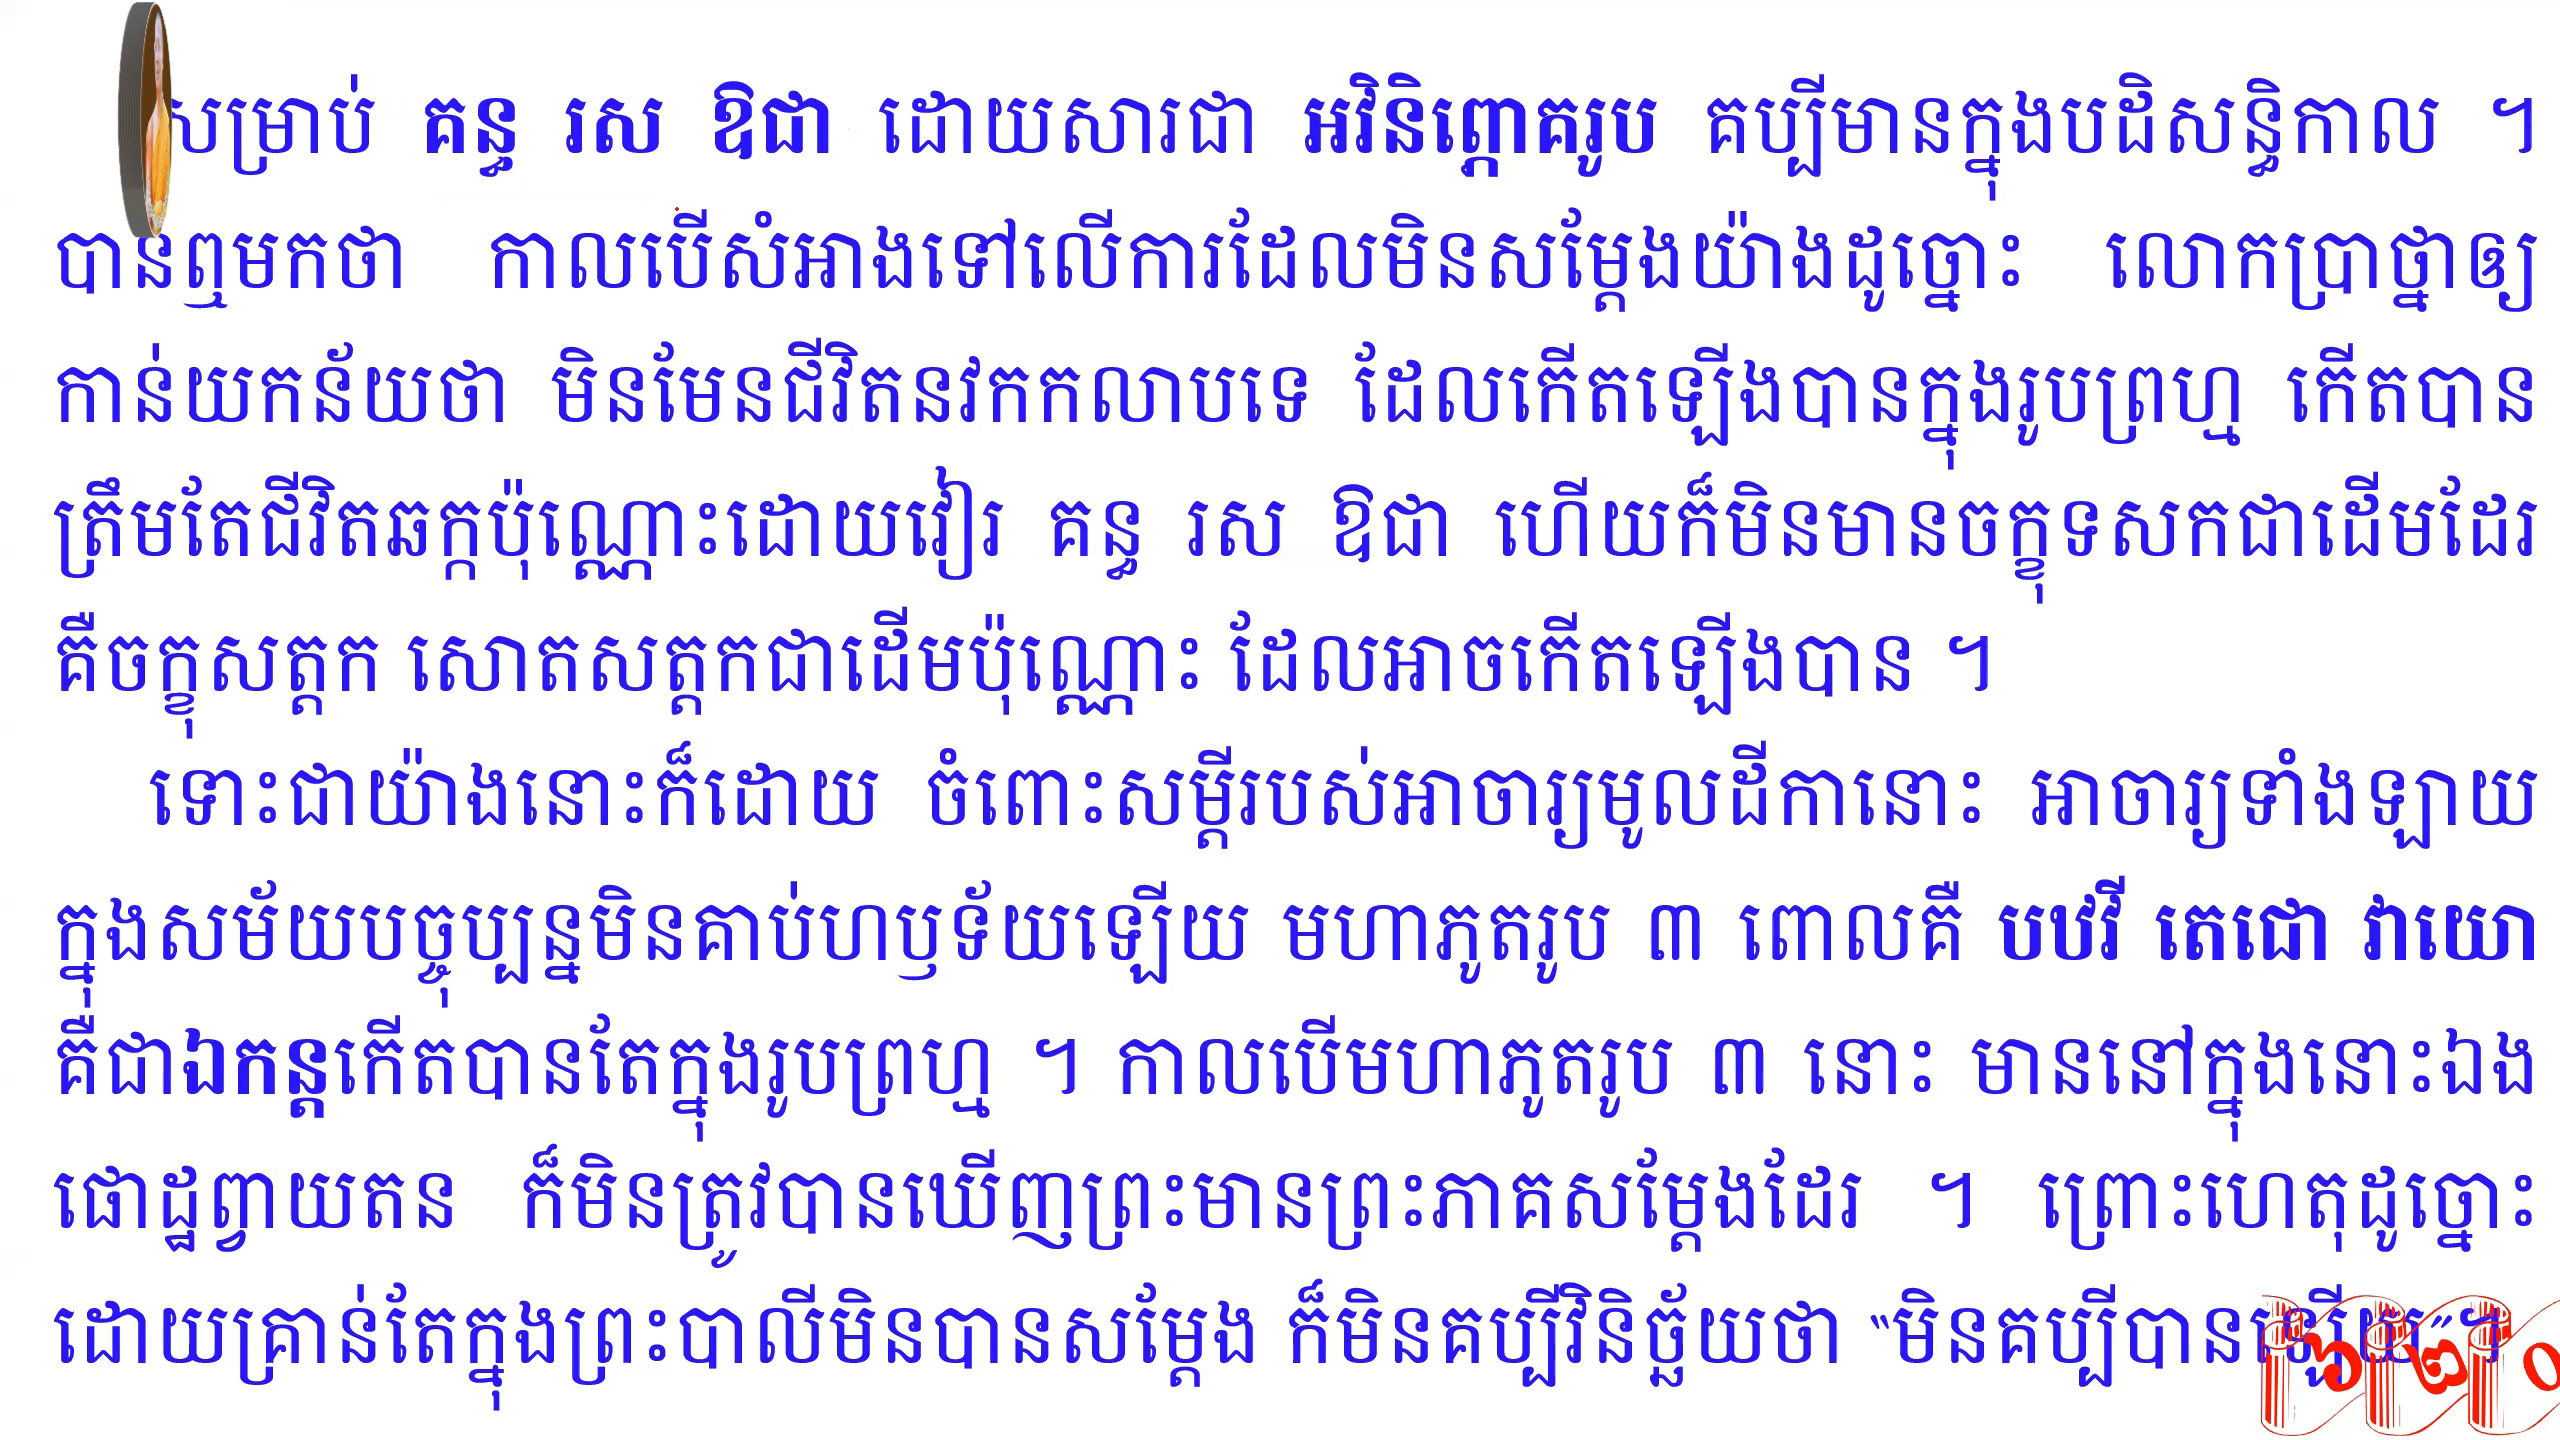 សម្រាប់ គន្ធ រស ឱជា ដោយសារជា អវិនិព្ភោគរូប គប្បីមានក្នុងបដិសន្ធិកាល ។
បានឮមកថា កាលបើសំអាងទៅលើការដែលមិនសម្ដែងយ៉ាងដូច្នោះ លោកប្រាថ្នាឲ្យ
កាន់យកន័យថា មិនមែនជីវិតនវកកលាបទេ ដែលកើតឡើងបានក្នុងរូបព្រហ្ម កើតបាន
ត្រឹមតែជីវិតឆក្កប៉ុណ្ណោះដោយវៀរ គន្ធ រស ឱជា ហើយក៏មិនមានចក្ខុទសកជាដើមដែរ
គឺចក្ខុសត្តក សោតសត្តកជាដើមប៉ុណ្ណោះ ដែលអាចកើតឡើងបាន ។
ទោះជាយ៉ាងនោះក៏ដោយ ចំពោះសម្ដីរបស់អាចារ្យមូលដីកានោះ អាចារ្យទាំងឡាយ
ក្នុងសម័យបច្ចុប្បន្នមិនគាប់ហឫទ័យឡើយ មហាភូតរូប ៣ ពោលគឺ បឋវី តេជោ វាយោ
គឺជាឯកន្តកើតបានតែក្នុងរូបព្រហ្ម ។ កាលបើមហាភូតរូប ៣ នោះ មាននៅក្នុងនោះឯង
ផោដ្ឋព្វាយតន ក៏មិនត្រូវបានឃើញព្រះមានព្រះភាគសម្ដែងដែរ ។ ព្រោះហេតុដូច្នោះ
ដោយគ្រាន់តែក្នុងព្រះបាលីមិនបានសម្ដែង ក៏មិនគប្បីវិនិច្ឆ័យថា “មិនគប្បីបានឡើយ”។